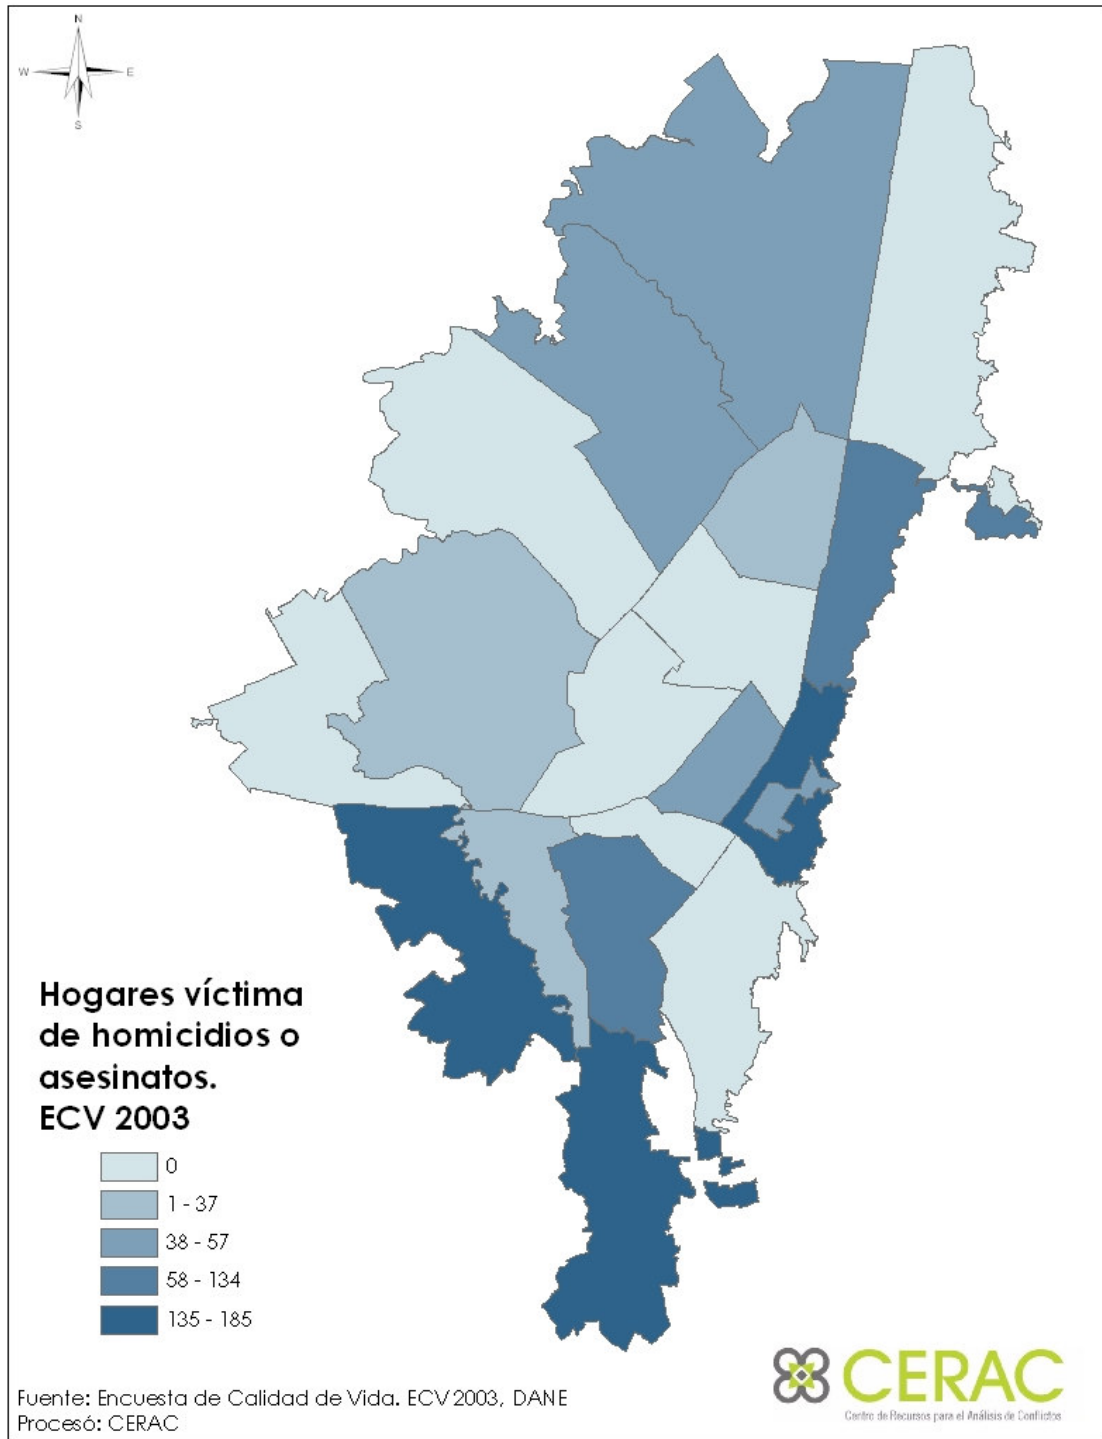 N
W E
S
Hogares víctima
de homicidios o
asesinatos.
ECV 2003
0
1 - 37
38 - 57
58 - 134
135 - 185
Fuente: Encuesta de Calidad de Vida. ECV 2003, DANE
Procesó: CERAC
CERAC
Centro de Recursos para el Análisis de Conflictos